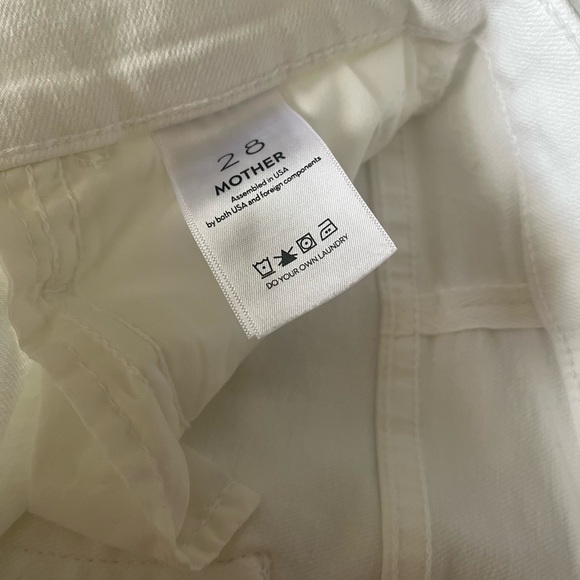 28
MOTHER
Assembled in USA
by both USA and foreign components
DO YOUR OWN LAUNDRY